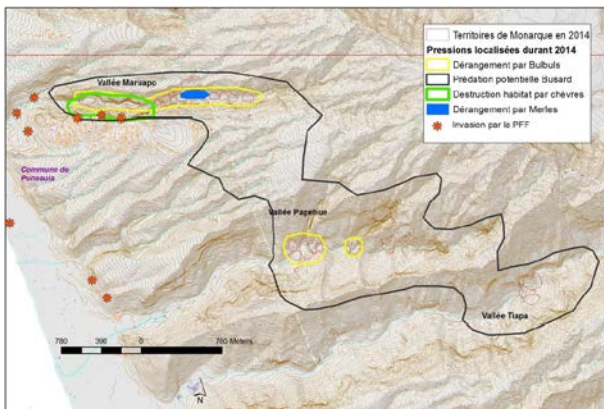 Territoires de Monarque en 2014
Pressions localisées durant 2014
Dérangement par Bulbuls
Prédation potentielle Busard
Destruction habitat par chèvres
Dérangement par Merles
Invasion par la PFF
Vallée Maruapo
Commune de
Punaauia
Vallée Papehue
Vallée Tiapa
780 390 0 780 Meters
N